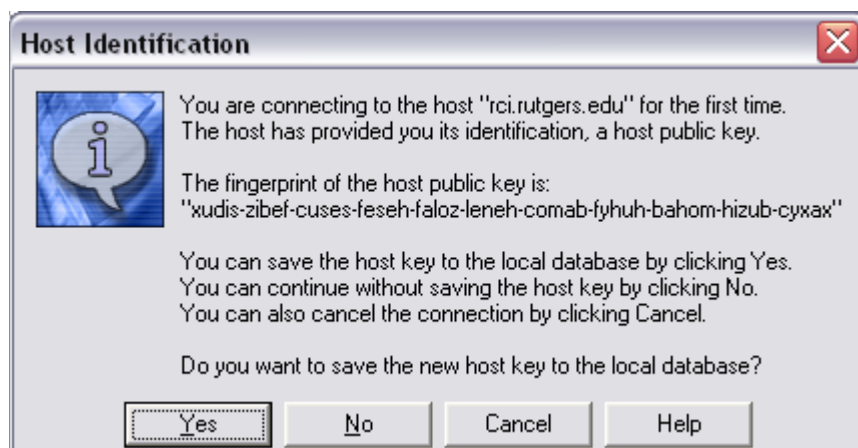 Host Identification
You are connecting to the host "rci.rutgers.edu" for the first time.
The host has provided you its identification, a host public key.
The fingerprint of the host public key is:
"xudis-zibef-cuses-feseh-faloz-leneh-comab-fyhuh-bahom-hizub-cyxax"
You can save the host key to the local database by clicking Yes.
You can continue without saving the host key by clicking No.
You can also cancel the connection by clicking Cancel.
Do you want to save the new host key to the local database?
Yes No Cancel Help